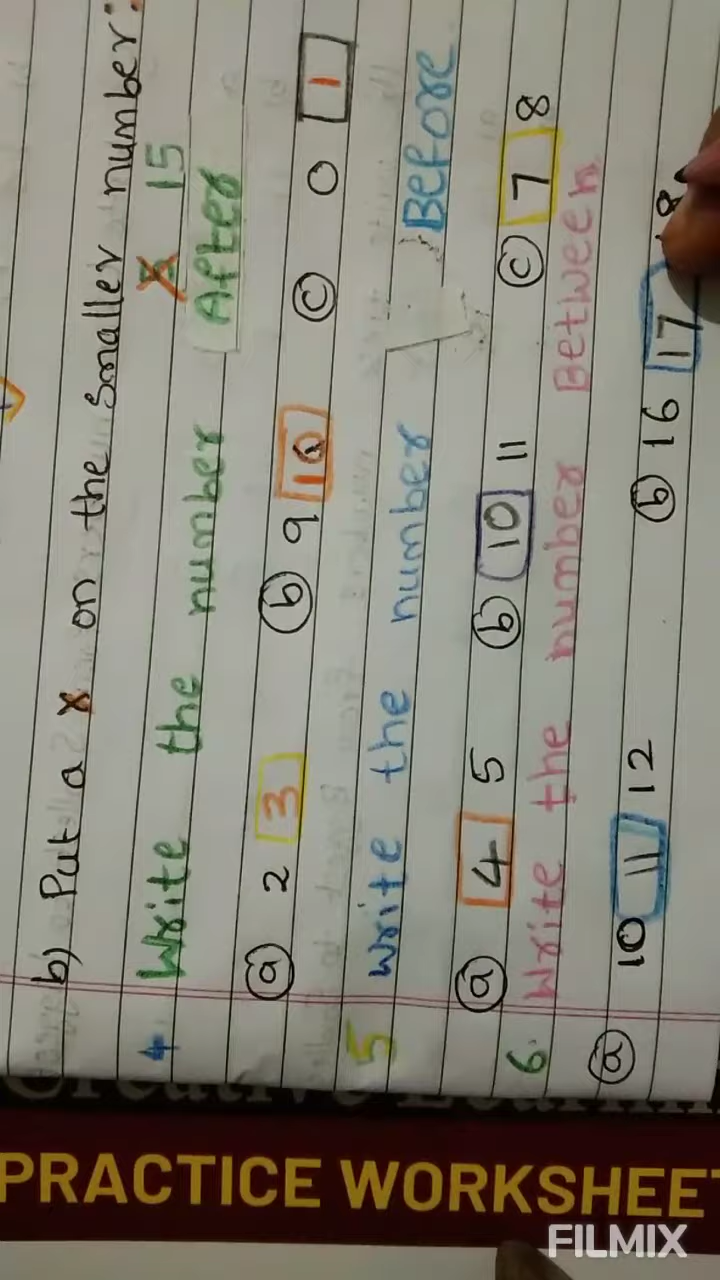 b) Put a x on the smaller number:
8 15
4 Write the number After
ⓐ 2 3 ⓑ 9 10 ⓒ 0 1
5 write the number Before
ⓐ 4 5 ⓑ 10 11 ⓒ 7 8
6. Write the number Between
ⓐ 10 11 12 ⓑ 16 17 18
PRACTICE WORKSHEET
FILMIX